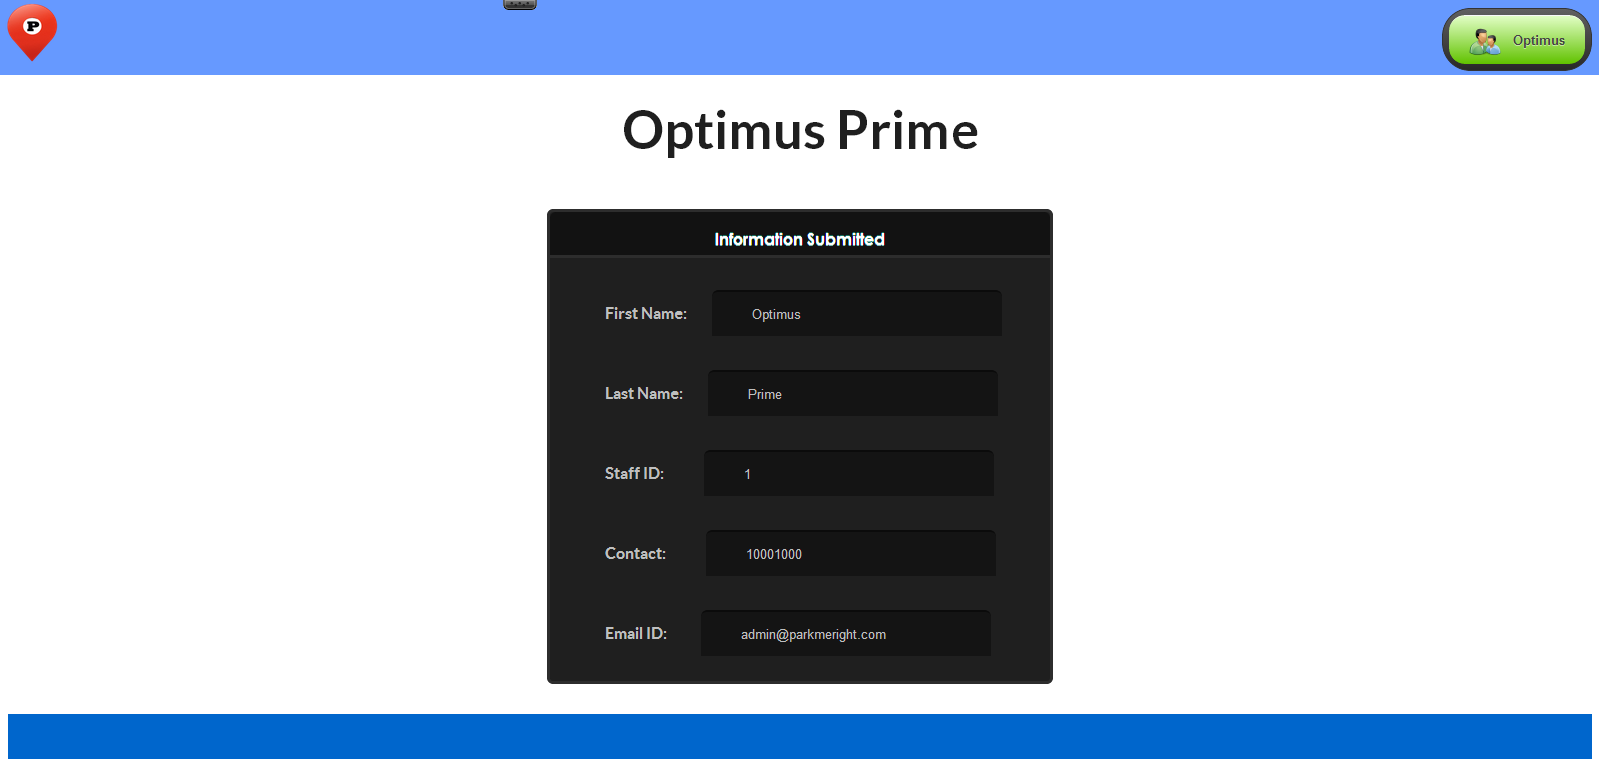 P
Optimus
Optimus Prime
Information Submitted
First Name: Optimus
Last Name: Prime
Staff ID: 1
Contact: 10001000
Email ID: admin@parkmeright.com